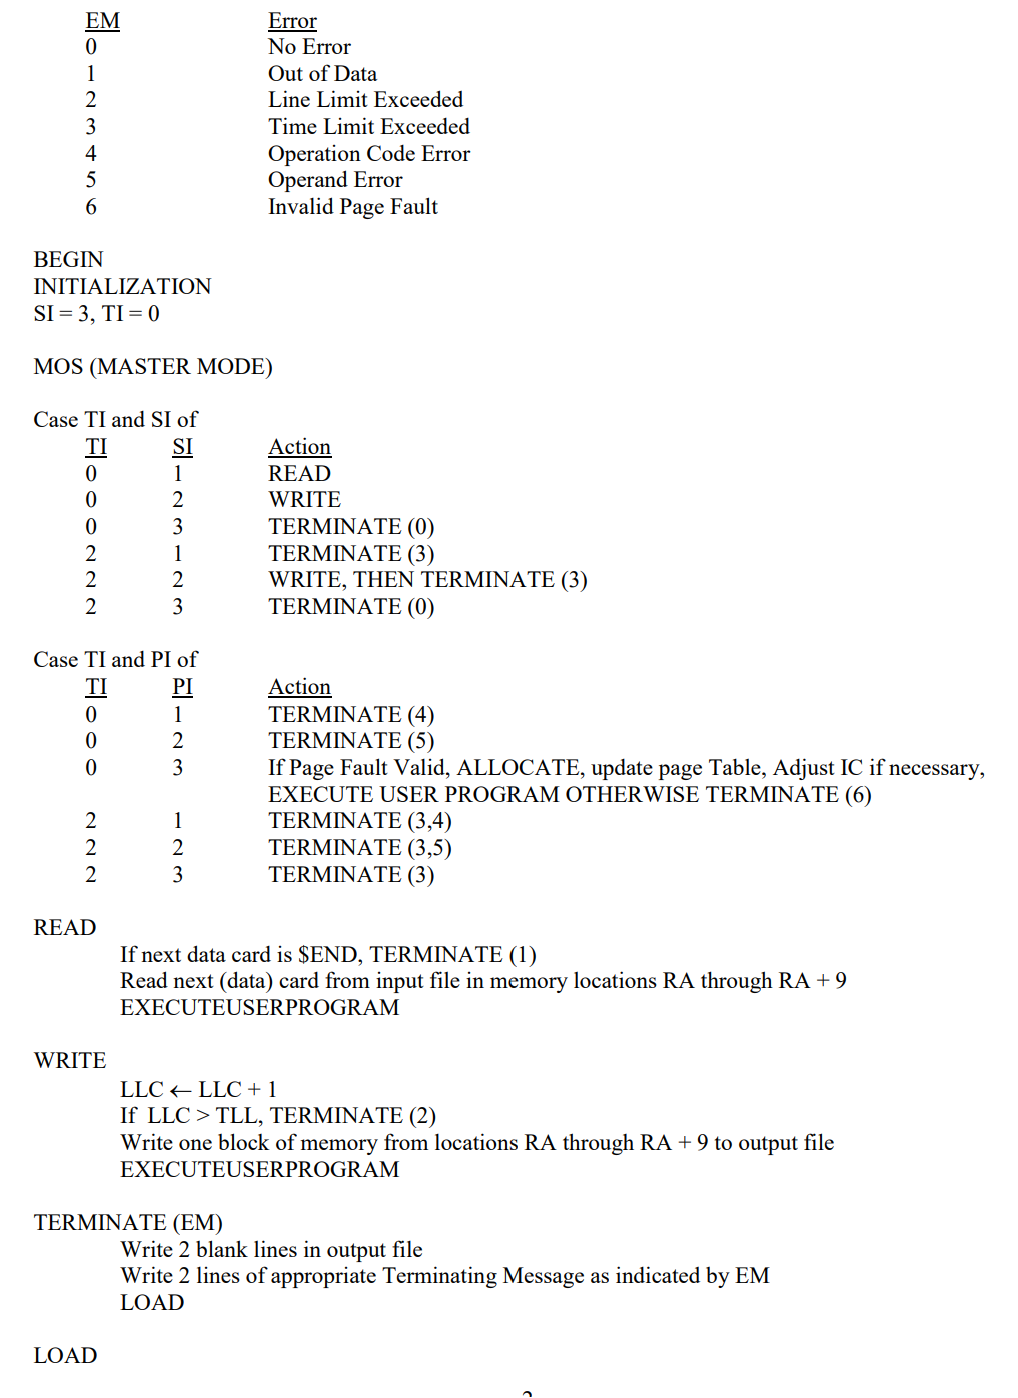 EM Error
0 No Error
1 Out of Data
2 Line Limit Exceeded
3 Time Limit Exceeded
4 Operation Code Error
5 Operand Error
6 Invalid Page Fault
BEGIN
INITIALIZATION
SI = 3, TI = 0
MOS (MASTER MODE)
Case TI and SI of
TI SI Action
0 1 READ
0 2 WRITE
0 3 TERMINATE (0)
2 1 TERMINATE (3)
2 2 WRITE, THEN TERMINATE (3)
2 3 TERMINATE (0)
Case TI and PI of
TI PI Action
0 1 TERMINATE (4)
0 2 TERMINATE (5)
0 3 If Page Fault Valid, ALLOCATE, update page Table, Adjust IC if necessary,
EXECUTE USER PROGRAM OTHERWISE TERMINATE (6)
2 1 TERMINATE (3,4)
2 2 TERMINATE (3,5)
2 3 TERMINATE (3)
READ
If next data card is $END, TERMINATE (1)
Read next (data) card from input file in memory locations RA through RA + 9
EXECUTEUSERPROGRAM
WRITE
LLC ← LLC + 1
If LLC > TLL, TERMINATE (2)
Write one block of memory from locations RA through RA + 9 to output file
EXECUTEUSERPROGRAM
TERMINATE (EM)
Write 2 blank lines in output file
Write 2 lines of appropriate Terminating Message as indicated by EM
LOAD
LOAD